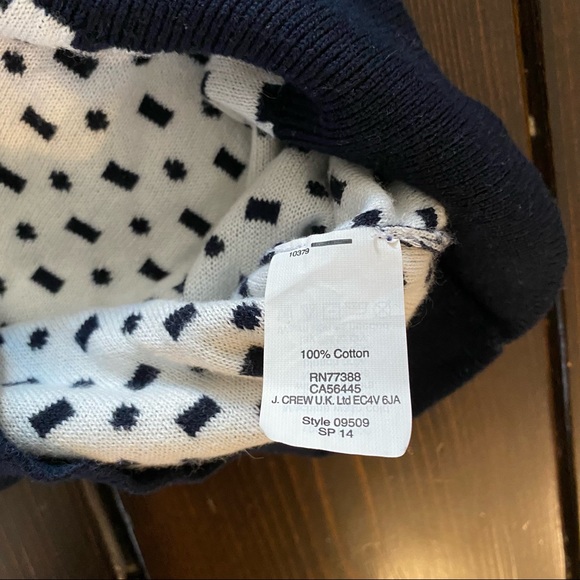 10379
100% Cotton
RN77388
CA56445
J. CREW U.K. Ltd EC4V 6JA
Style 09509
SP 14